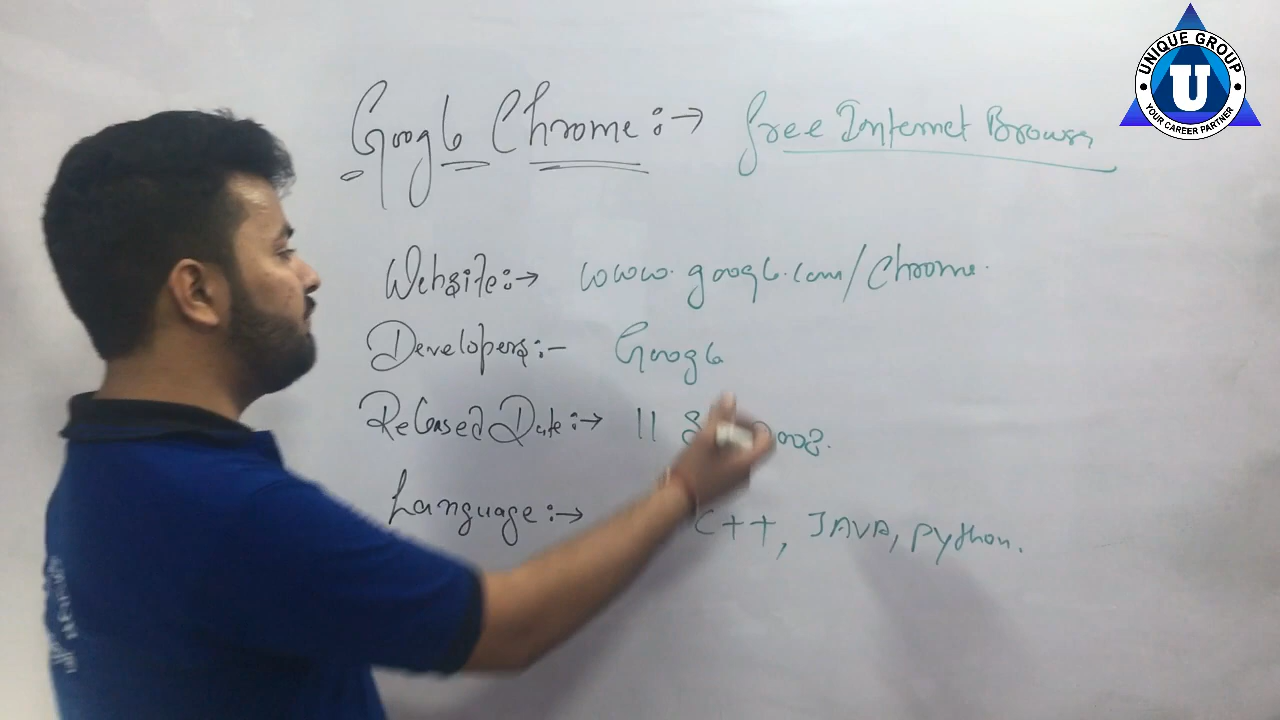 UNIQUE GROUP
U
YOUR CAREER PARTNER
Google Chrome:→ free Internet Browser
Website:→ www.google.com/Chrome.
Developers:- Google
Released Date:→ 11 2008.
Language:→ C++, JAVA, python.